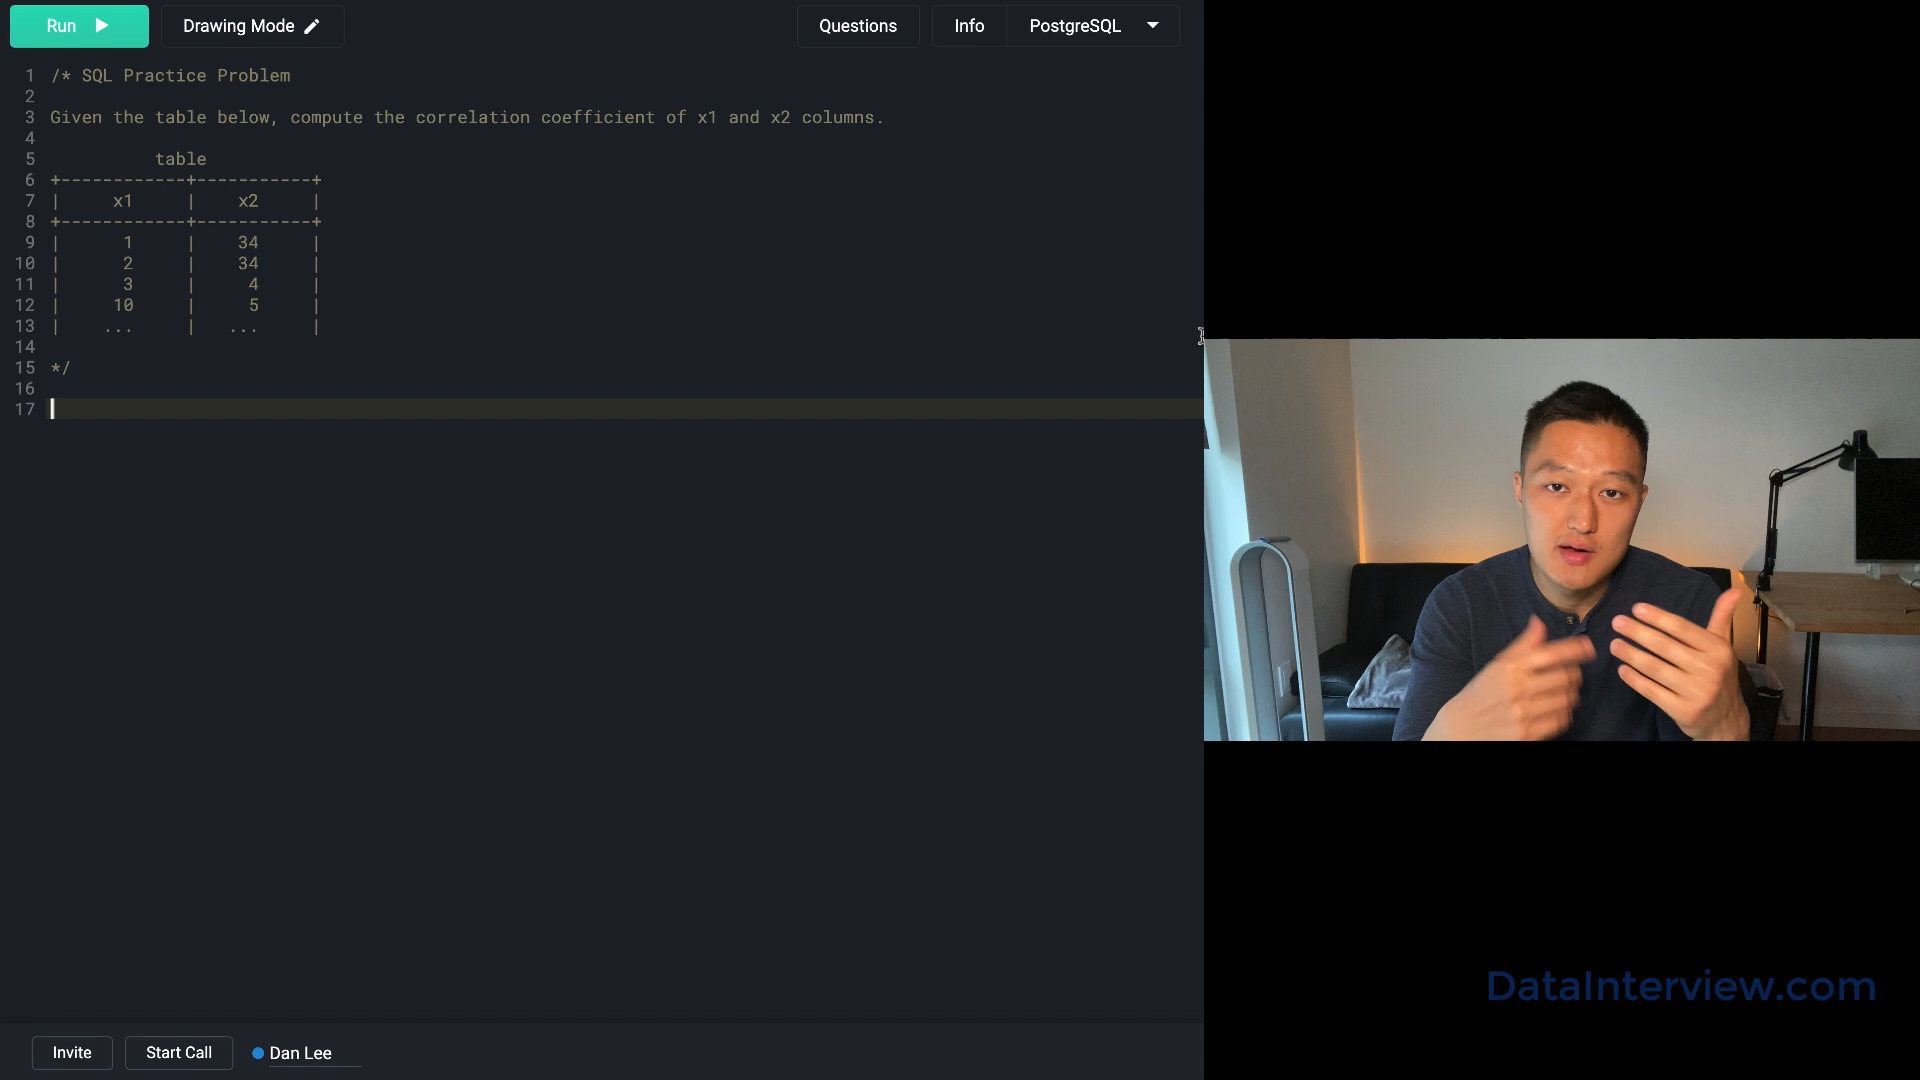 Run
Drawing Mode
Questions
Info
PostgreSQL
1 /* SQL Practice Problem
2
3 Given the table below, compute the correlation coefficient of x1 and x2 columns.
4
5           table
6 +------------+-----------+
7 |     x1     |    x2     |
8 +------------+-----------+
9 |      1     |    34     |
10 |      2     |    34     |
11 |      3     |     4     |
12 |     10     |     5     |
13 |    ...     |   ...     |
14
15 */
16
17
Invite
Start Call
Dan Lee
DataInterview.com